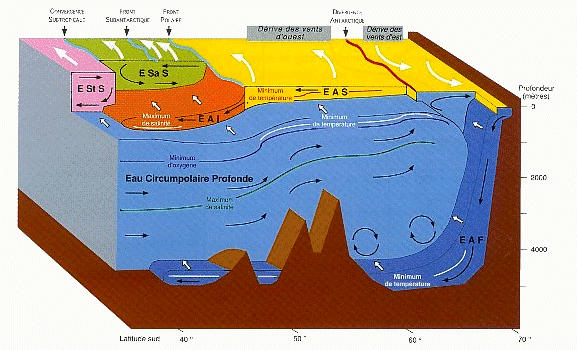 CONVERGENCE
SUBTROPICALE
FRONT
SUBANTARCTIQUE
FRONT
POLAIRE
DIVERGENCE
ANTARCTIQUE
Dérive des vents
d'ouest
Dérive des
vents d'est
Profondeur
(mètres)
E St S
E Sa S
E A S
E A I
Minimum
de température
Maximum
de salinité
Minimum
de température
Minimum
d'oxygène
Eau Circumpolaire Profonde
Maximum
de salinité
E A F
Minimum
de température
0
2000
4000
Latitude sud
40 °
50 °
60 °
70 °